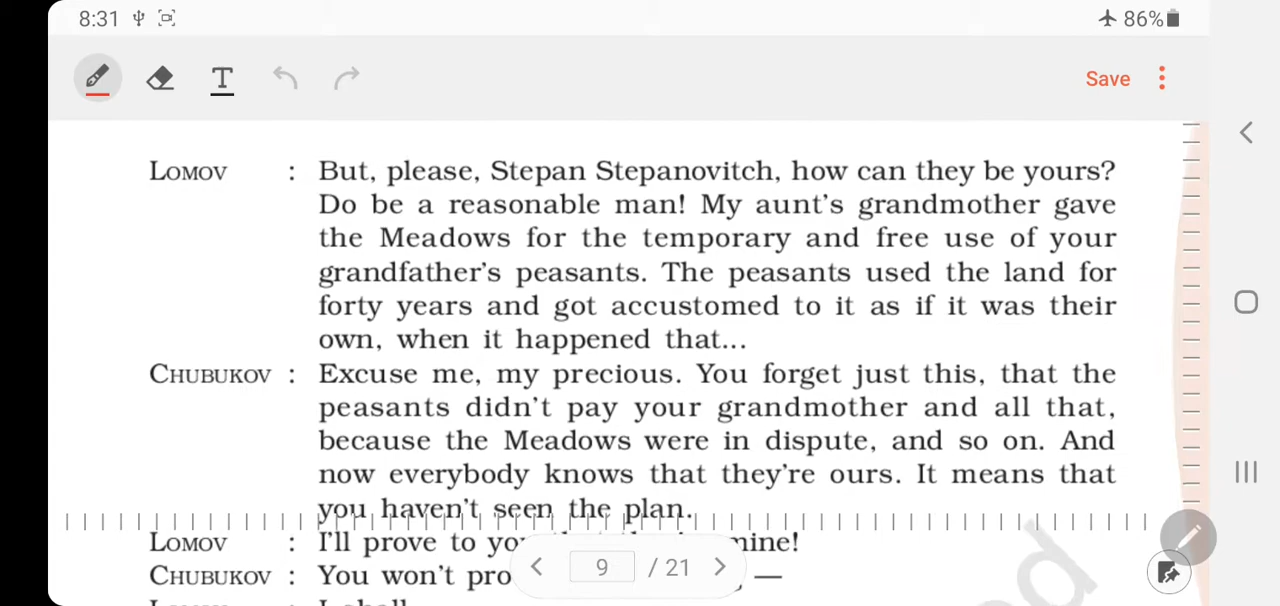 8:31
86%
T
Save
LOMOV : But, please, Stepan Stepanovitch, how can they be yours?
Do be a reasonable man! My aunt's grandmother gave
the Meadows for the temporary and free use of your
grandfather's peasants. The peasants used the land for
forty years and got accustomed to it as if it was their
own, when it happened that...
CHUBUKOV : Excuse me, my precious. You forget just this, that the
peasants didn't pay your grandmother and all that,
because the Meadows were in dispute, and so on. And
now everybody knows that they're ours. It means that
you haven't seen the plan.
LOMOV : I'll prove to mine!
CHUBUKOV : You won't —
9 / 21
LOMOV : I shall